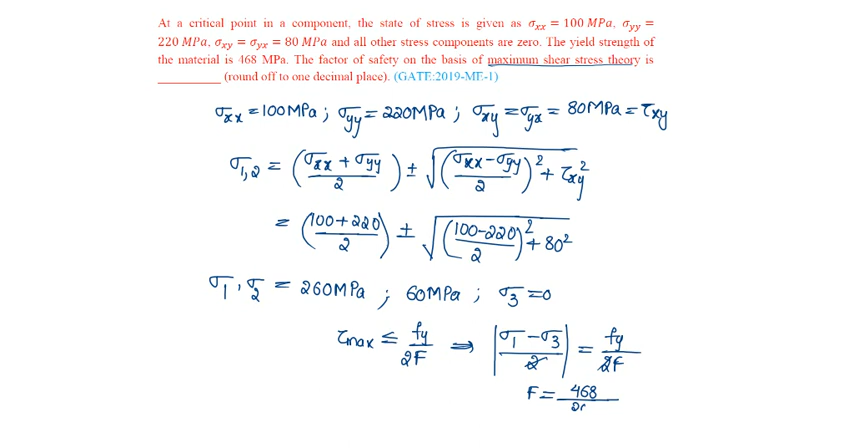 At a critical point in a component, the state of stress is given as σxx = 100 MPa, σyy =
220 MPa, σxy = σyx = 80 MPa and all other stress components are zero. The yield strength of
the material is 468 MPa. The factor of safety on the basis of maximum shear stress theory is
__________ (round off to one decimal place). (GATE:2019-ME-1)
σxx = 100MPa ; σyy = 220MPa ; σxy = σyx = 80MPa = τxy
σ1,2 = ((σxx + σyy)/2) ± √(((σxx - σyy)/2)² + τxy²)
= ((100+220)/2) ± √(((100-220)/2)² + 80²)
σ1, σ2 = 260MPa ; 60MPa ; σ3 = 0
τmax ≤ fy/2F ⇒ |(σ1 - σ3)/2| = fy/2F
F = 468/2